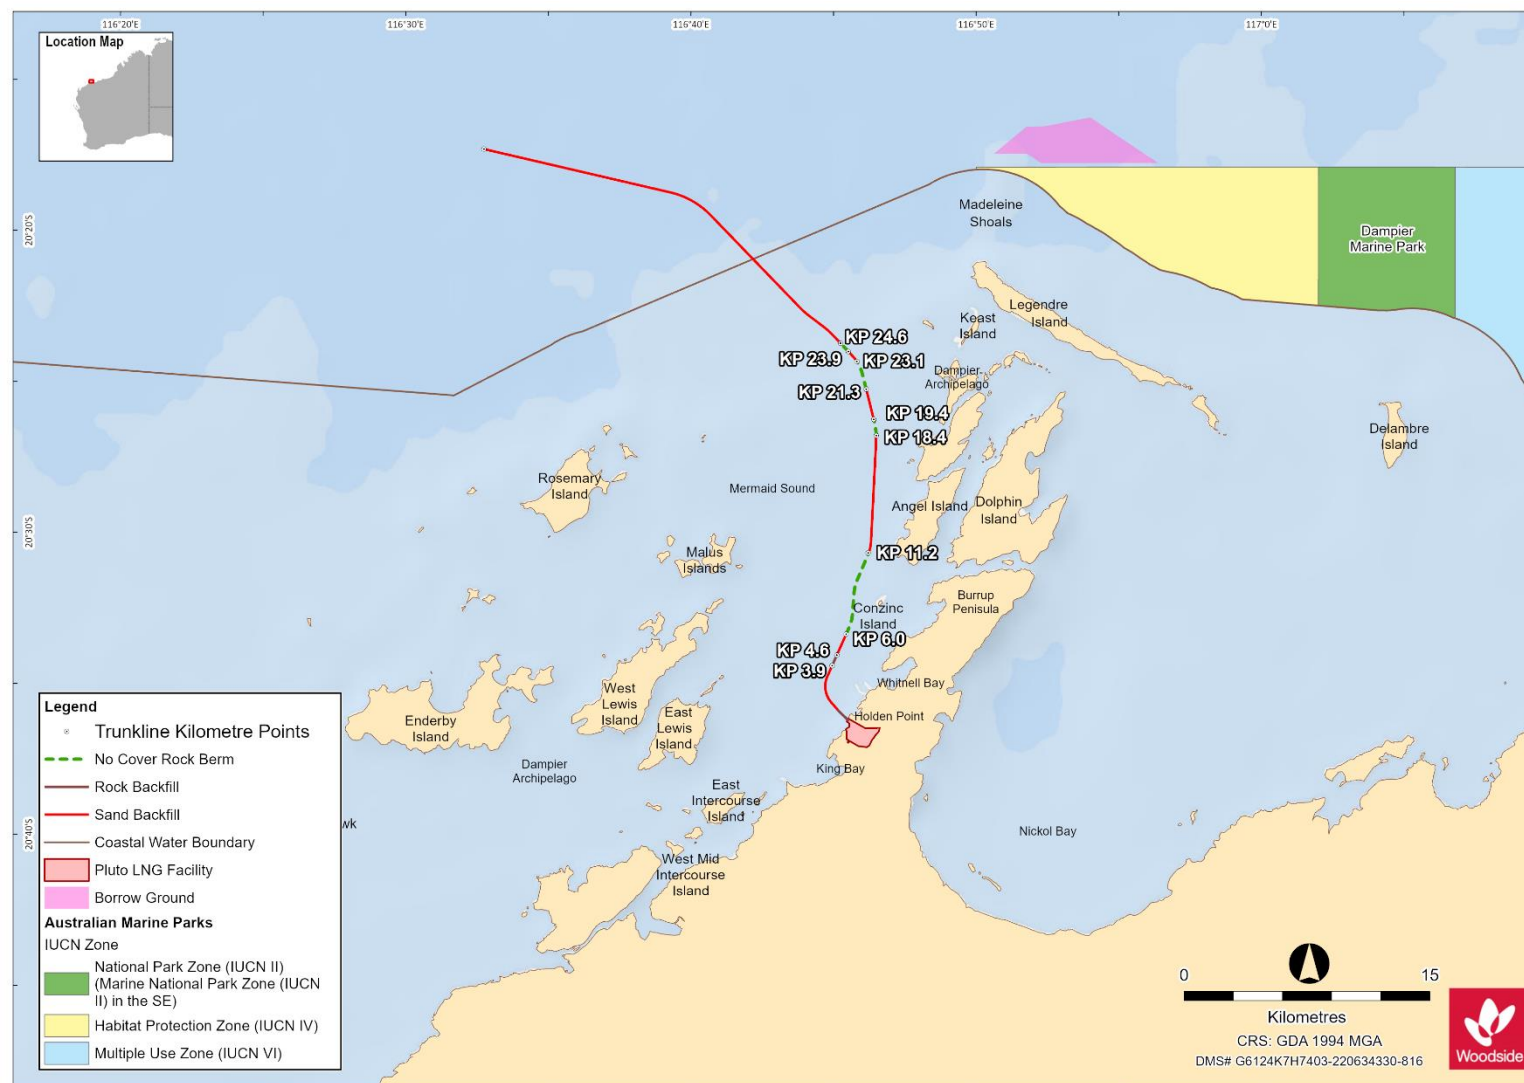 116°20'E
116°30'E
116°40'E
116°50'E
117°0'E
Location Map
20°20'S
20°30'S
20°40'S
Madeleine
Shoals
Dampier
Marine Park
Legendre
Island
Keast
Island
KP 24.6
KP 23.9
KP 23.1
Dampier
Archipelago
KP 21.3
KP 19.4
KP 18.4
Delambre
Island
Rosemary
Island
Mermaid Sound
Angel Island
Dolphin
Island
Malus
Islands
KP 11.2
Burrup
Penisula
Conzinc
Island
KP 6.0
KP 4.6
KP 3.9
Whitnell Bay
West
Lewis
Island
East
Lewis
Island
Enderby
Island
Holden Point
Dampier
Archipelago
King Bay
East
Intercourse
Island
wk
Nickol Bay
West Mid
Intercourse
Island
Legend
Trunkline Kilometre Points
No Cover Rock Berm
Rock Backfill
Sand Backfill
Coastal Water Boundary
Pluto LNG Facility
Borrow Ground
Australian Marine Parks
IUCN Zone
National Park Zone (IUCN II)
(Marine National Park Zone (IUCN
II) in the SE)
Habitat Protection Zone (IUCN IV)
Multiple Use Zone (IUCN VI)
0 15
Kilometres
CRS: GDA 1994 MGA
DMS# G6124K7H7403-220634330-816
Woodside